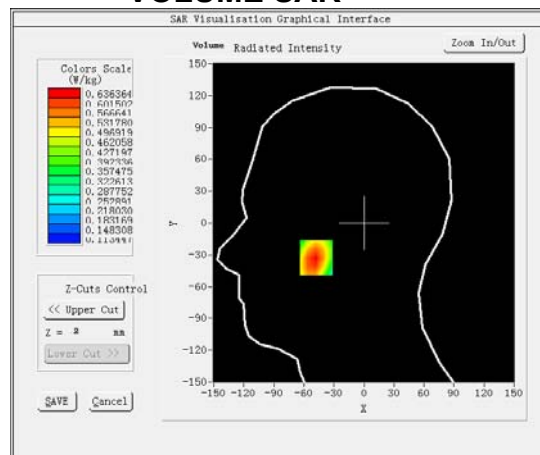 VOLUME SAR
SAR Visualisation Graphical Interface
Volume Radiated Intensity
Zoom In/Out
Colors Scale
(W/kg)
0.636364
0.601502
0.566641
0.531780
0.496919
0.462058
0.427197
0.392336
0.357475
0.322613
0.287752
0.252891
0.218030
0.183169
0.148308
0.113447
Z-Cuts Control
<< Upper Cut
Z = 2 mm
Lower Cut >>
SAVE Cancel
150
120
90
60
30
0
-30
-60
-90
-120
-150
Y
-150 -120 -90 -60 -30 0 30 60 90 120 150
X